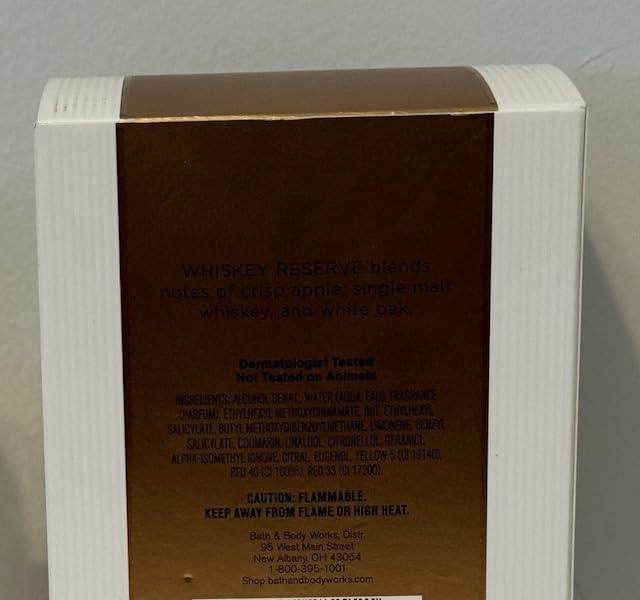 WHISKEY RESERVE blends
notes of crisp apple, single malt
whiskey, and white oak.
Dermatologist Tested
Not Tested on Animals
INGREDIENTS: ALCOHOL DENAT., WATER (AQUA, EAU), FRAGRANCE
(PARFUM), ETHYLHEXYL METHOXYCINNAMATE, BHT, ETHYLHEXYL
SALICYLATE, BUTYL METHOXYDIBENZOYLMETHANE, LIMONENE, BENZYL
SALICYLATE, COUMARIN, LINALOOL, CITRONELLOL, GERANIOL,
ALPHA-ISOMETHYL IONONE, CITRAL, EUGENOL, YELLOW 5 (CI 19140),
RED 40 (CI 16035), RED 33 (CI 17200).
CAUTION: FLAMMABLE.
KEEP AWAY FROM FLAME OR HIGH HEAT.
Bath & Body Works, Distr.
95 West Main Street
New Albany, OH 43054
1-800-395-1001
Shop bathandbodyworks.com